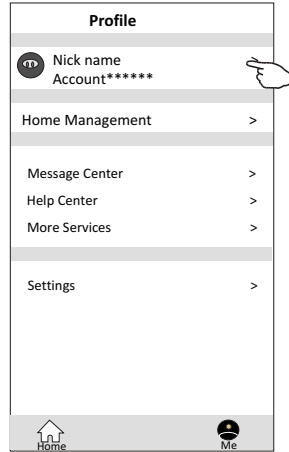 Profile
Nick name
Account******
Home Management >
Message Center >
Help Center >
More Services >
Settings >
Home
Me